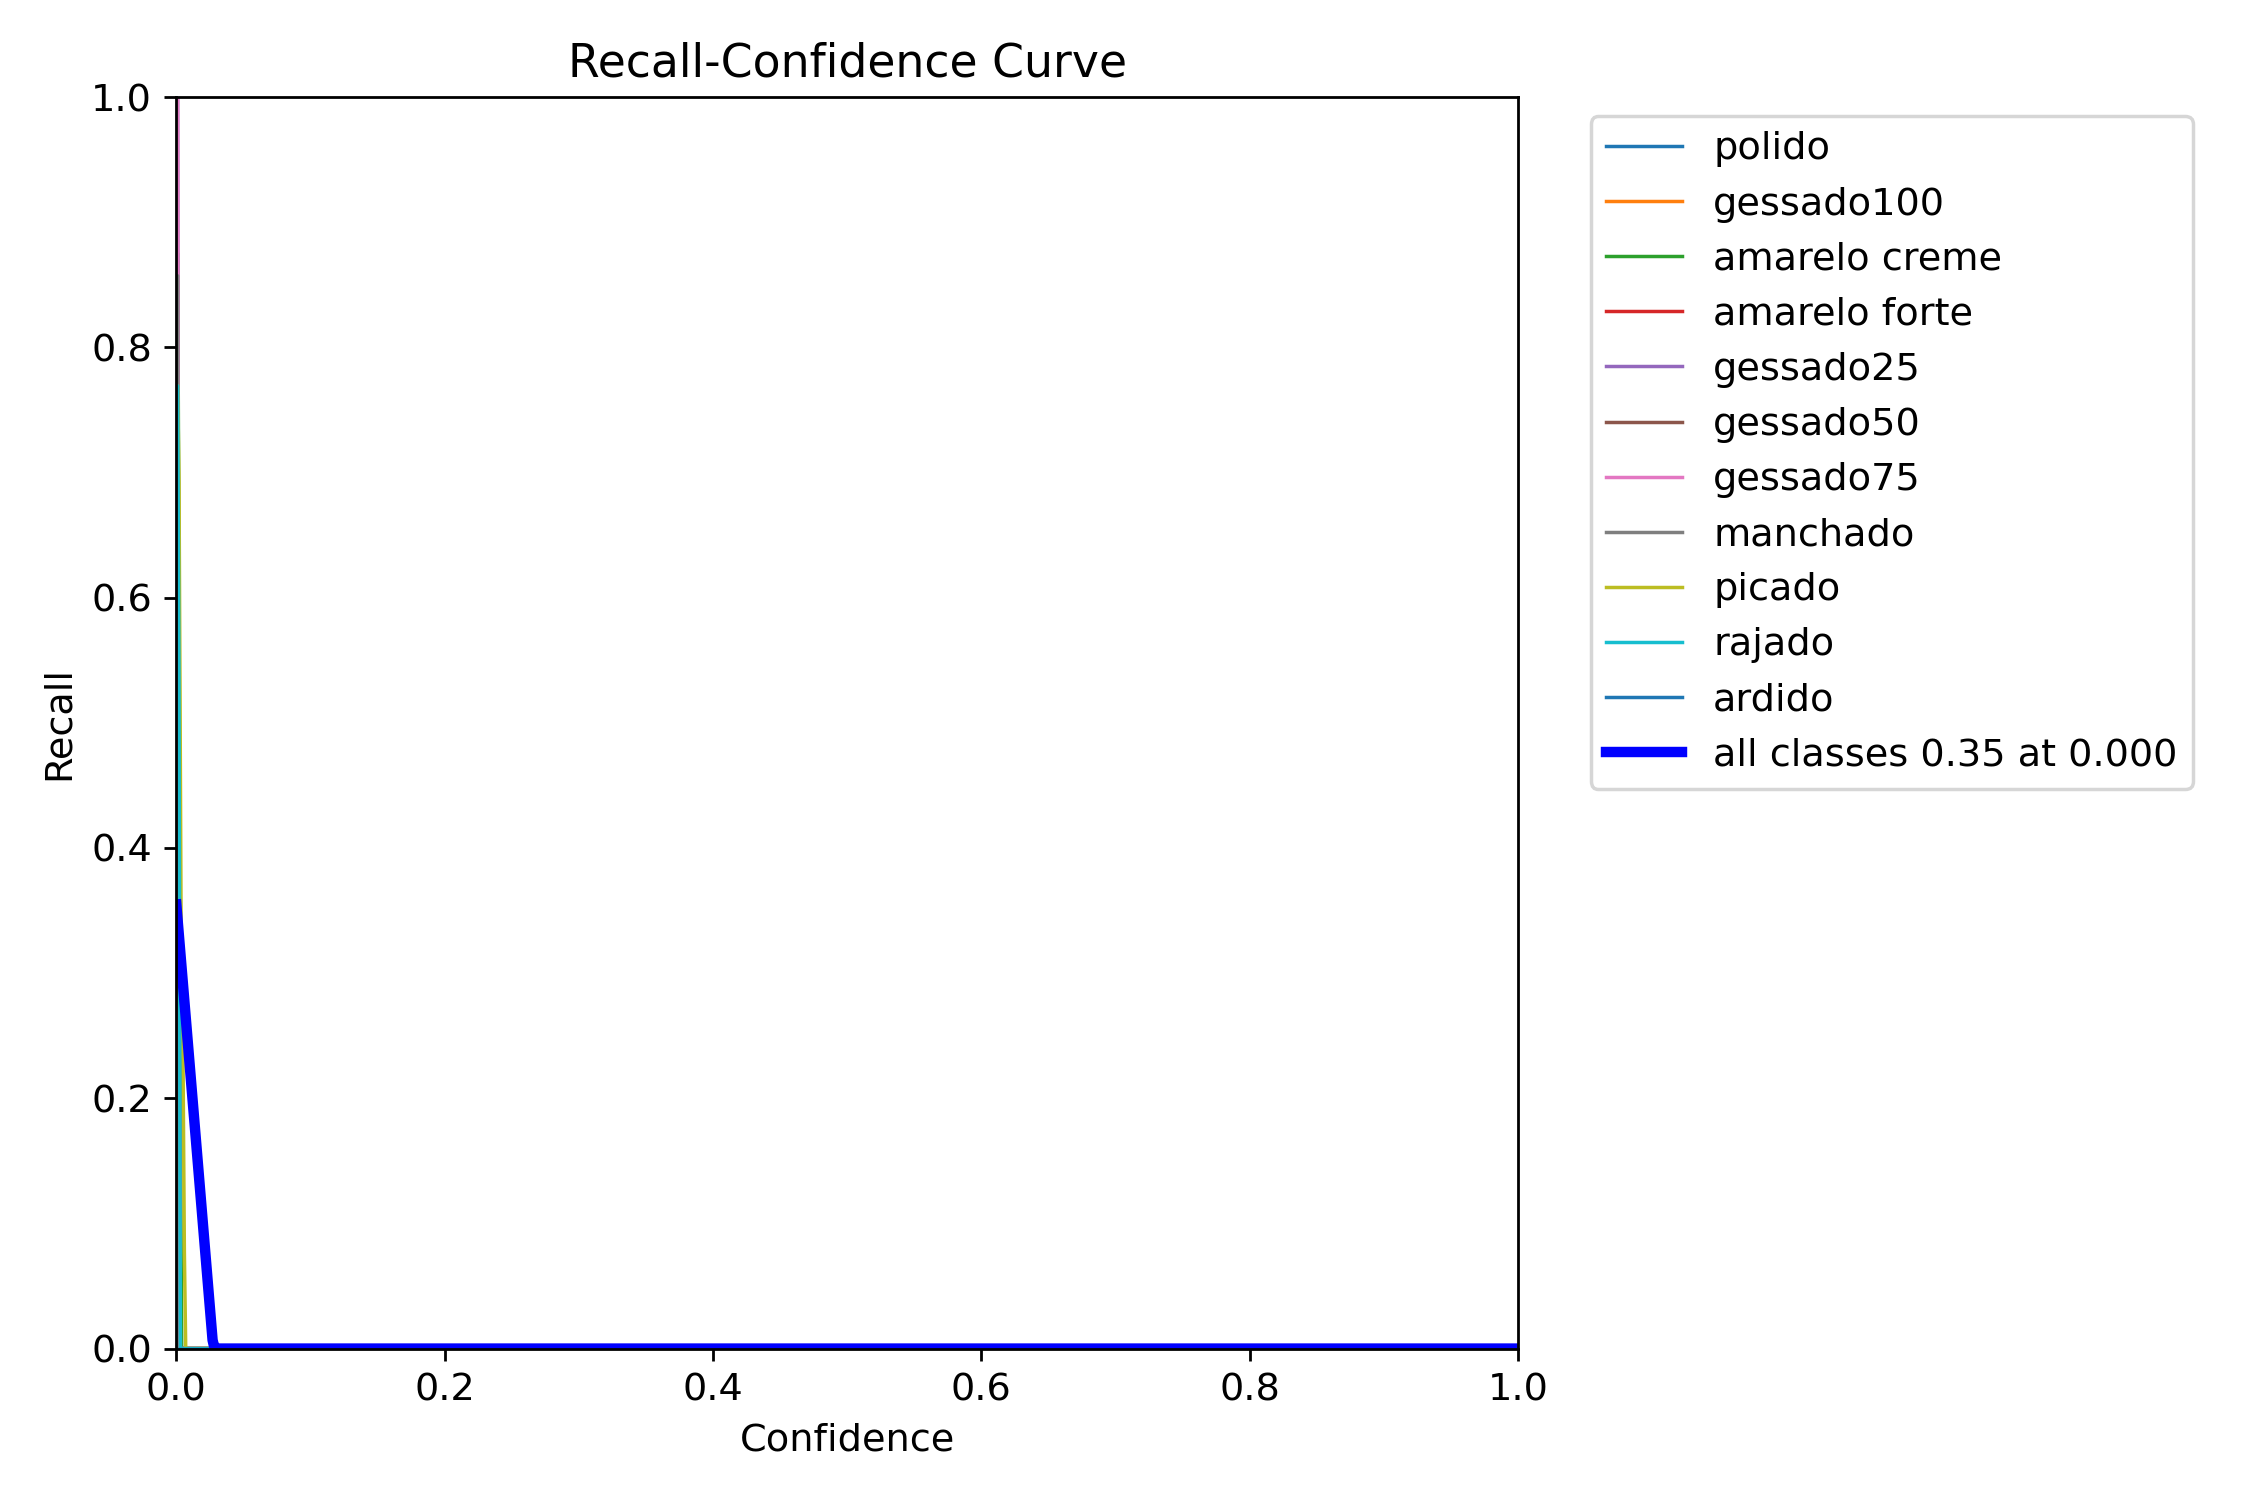 Recall-Confidence Curve
1.0
0.8
0.6
0.4
0.2
0.0
Recall
0.0 0.2 0.4 0.6 0.8 1.0
Confidence
polido
gessado100
amarelo creme
amarelo forte
gessado25
gessado50
gessado75
manchado
picado
rajado
ardido
all classes 0.35 at 0.000